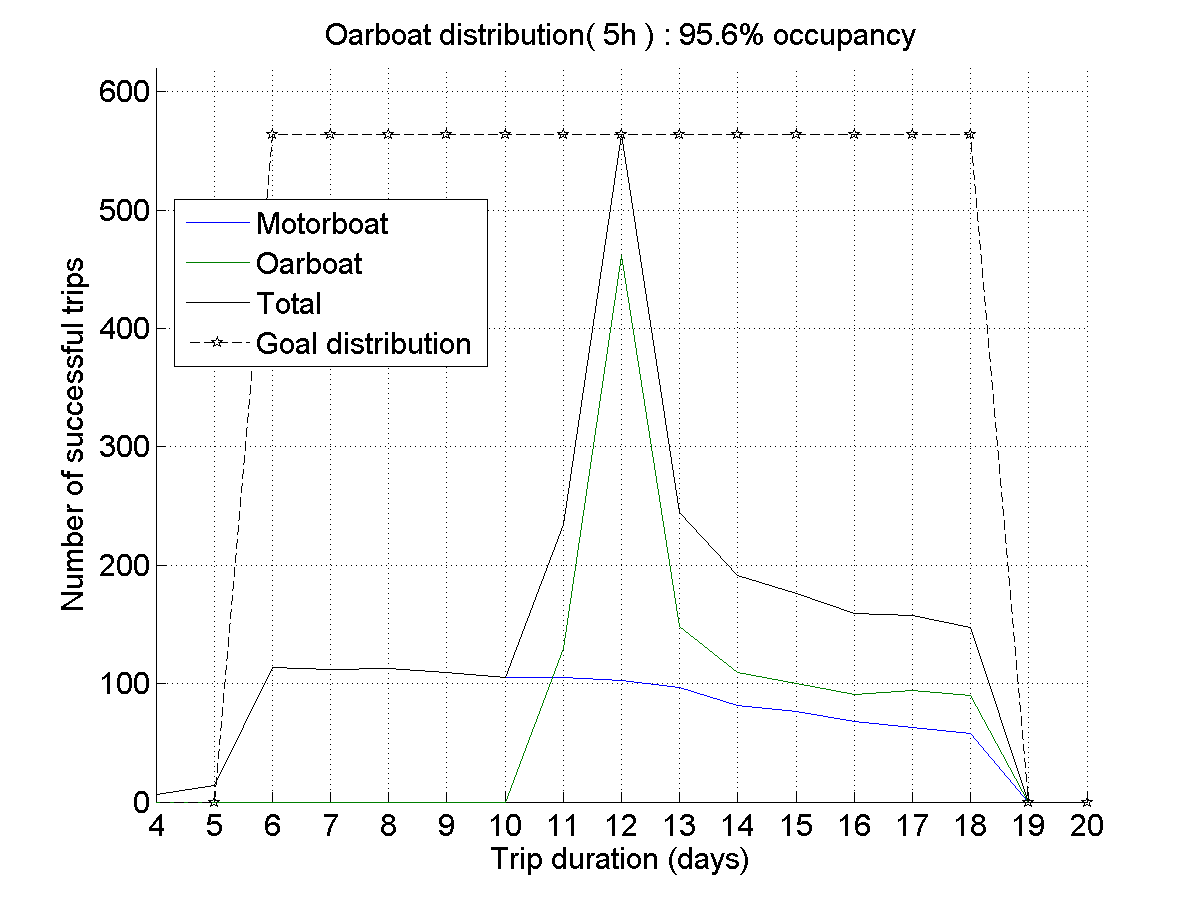 Oarboat distribution( 5h ) : 95.6% occupancy
600
500
400
300
200
100
0
Number of successful trips
Motorboat
Oarboat
Total
Goal distribution
4 5 6 7 8 9 10 11 12 13 14 15 16 17 18 19 20
Trip duration (days)